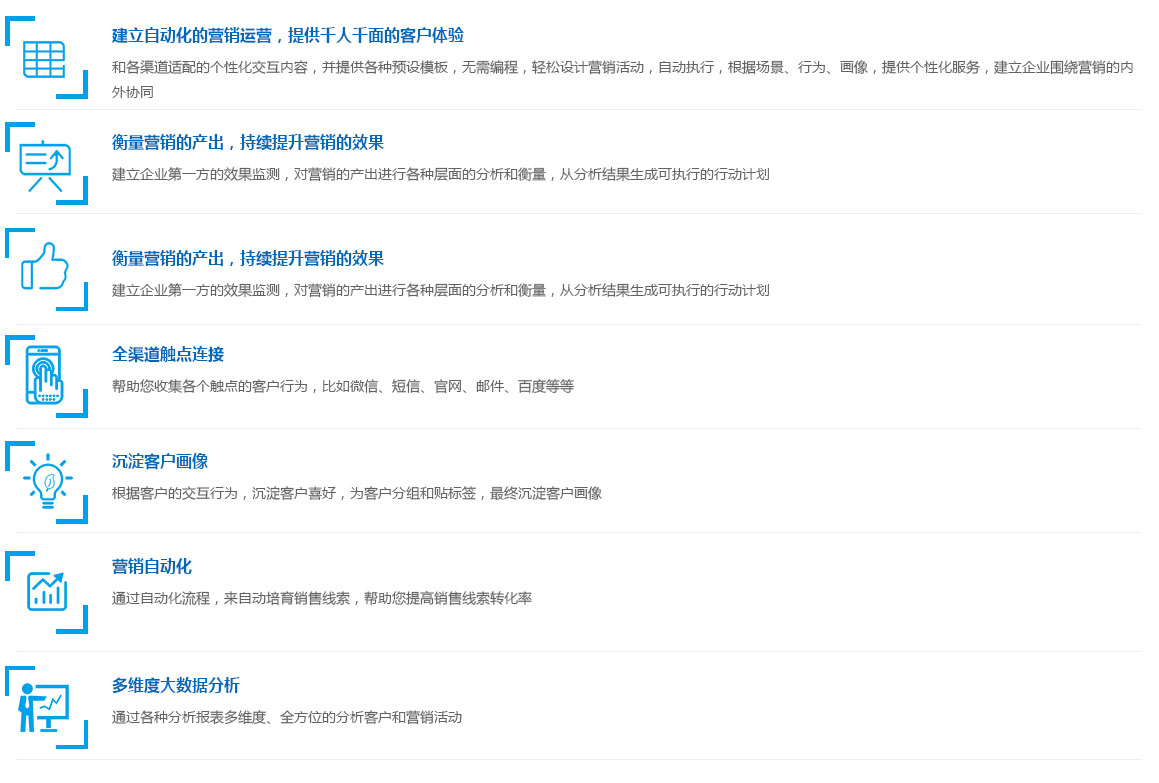 建立自动化的营销运营，提供千人千面的客户体验
和各渠道适配的个性化交互内容，并提供各种预设模板，无需编程，轻松设计营销活动，自动执行，根据场景、行为、画像，提供个性化服务，建立企业围绕营销的内
外协同
衡量营销的产出，持续提升营销的效果
建立企业第一方的效果监测，对营销的产出进行各种层面的分析和衡量，从分析结果生成可执行的行动计划
衡量营销的产出，持续提升营销的效果
建立企业第一方的效果监测，对营销的产出进行各种层面的分析和衡量，从分析结果生成可执行的行动计划
全渠道触点连接
帮助您收集各个触点的客户行为，比如微信、短信、官网、邮件、百度等等
沉淀客户画像
根据客户的交互行为，沉淀客户喜好，为客户分组和贴标签，最终沉淀客户画像
营销自动化
通过自动化流程，来自动培育销售线索，帮助您提高销售线索转化率
多维度大数据分析
通过各种分析报表多维度、全方位的分析客户和营销活动